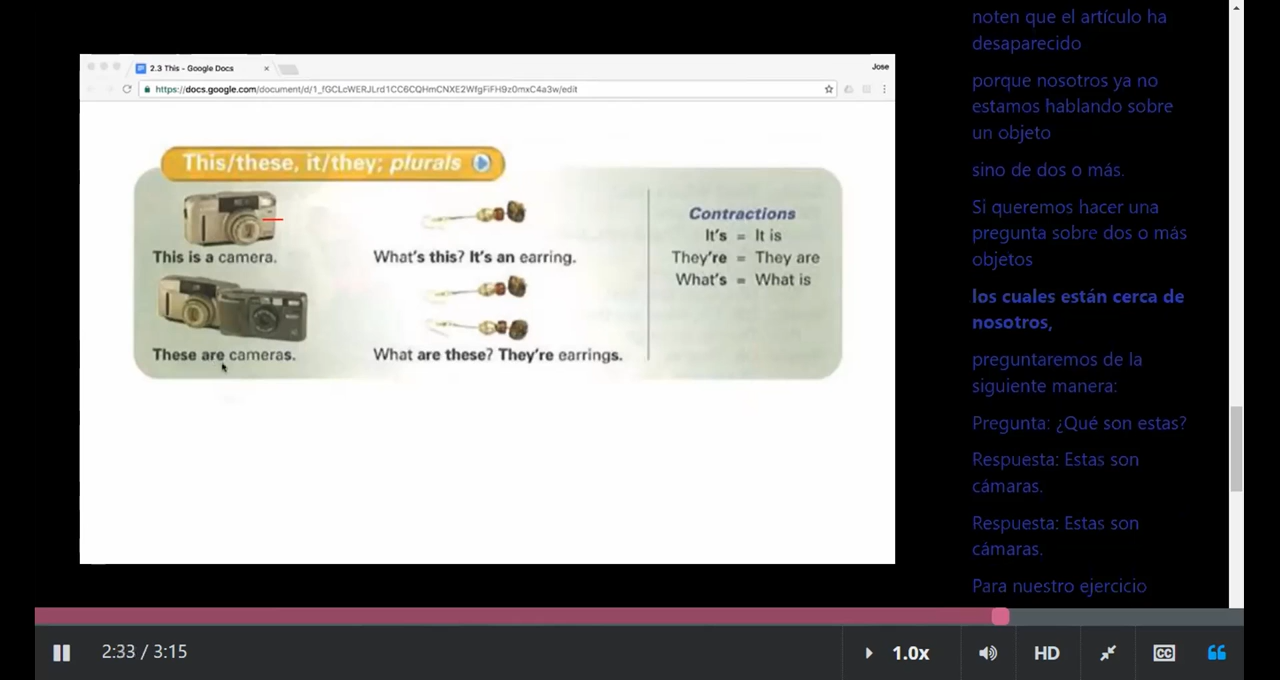 2.3 This - Google Docs
Jose
https://docs.google.com/document/d/1_fGCLcWERJLrd1CC6CQHmCNXE2WfgFiFH9z0mxC4a3w/edit
This/these, it/they; plurals
This is a camera.
These are cameras.
What's this? It's an earring.
What are these? They're earrings.
Contractions
It's = It is
They're = They are
What's = What is
noten que el artículo ha
desaparecido
porque nosotros ya no
estamos hablando sobre
un objeto
sino de dos o más.
Si queremos hacer una
pregunta sobre dos o más
objetos
los cuales están cerca de
nosotros,
preguntaremos de la
siguiente manera:
Pregunta: ¿Qué son estas?
Respuesta: Estas son
cámaras.
Respuesta: Estas son
cámaras.
Para nuestro ejercicio
2:33 / 3:15
1.0x
HD
CC